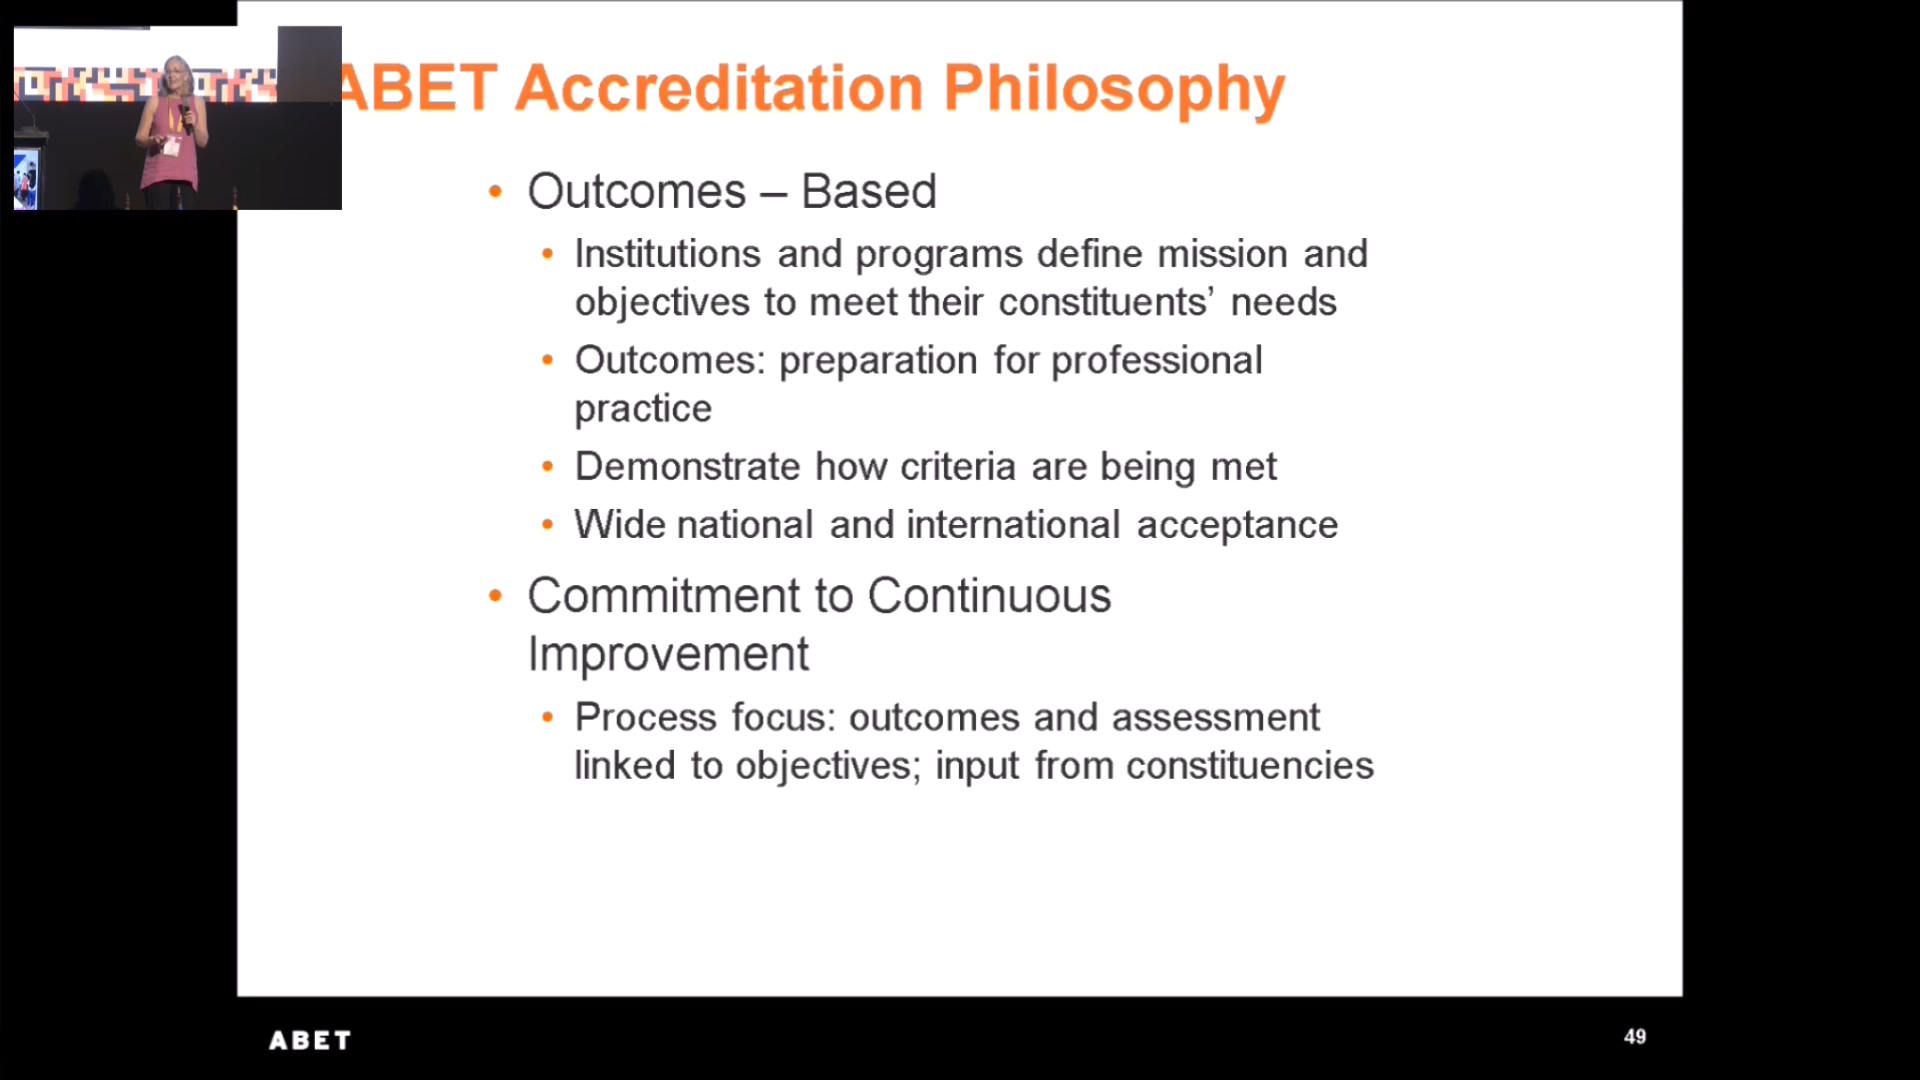 ABET Accreditation Philosophy
• Outcomes – Based
• Institutions and programs define mission and
objectives to meet their constituents’ needs
• Outcomes: preparation for professional
practice
• Demonstrate how criteria are being met
• Wide national and international acceptance
• Commitment to Continuous
Improvement
• Process focus: outcomes and assessment
linked to objectives; input from constituencies
ABET
49